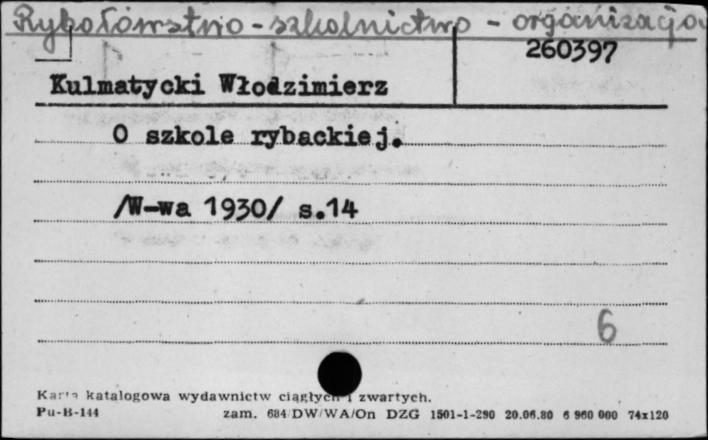 Rybołówstwo - szkolnictwo - organizacja
260397
Kulmatycki Włodzimierz
O szkole rybackiej.
/W-wa 1930/ s.14
6
Karta katalogowa wydawnictw ciągłych i zwartych.
Pu-B-144 zam. 684/DW/WA/On DZG 1501-1-290 20.06.80 6 960 000 74x120